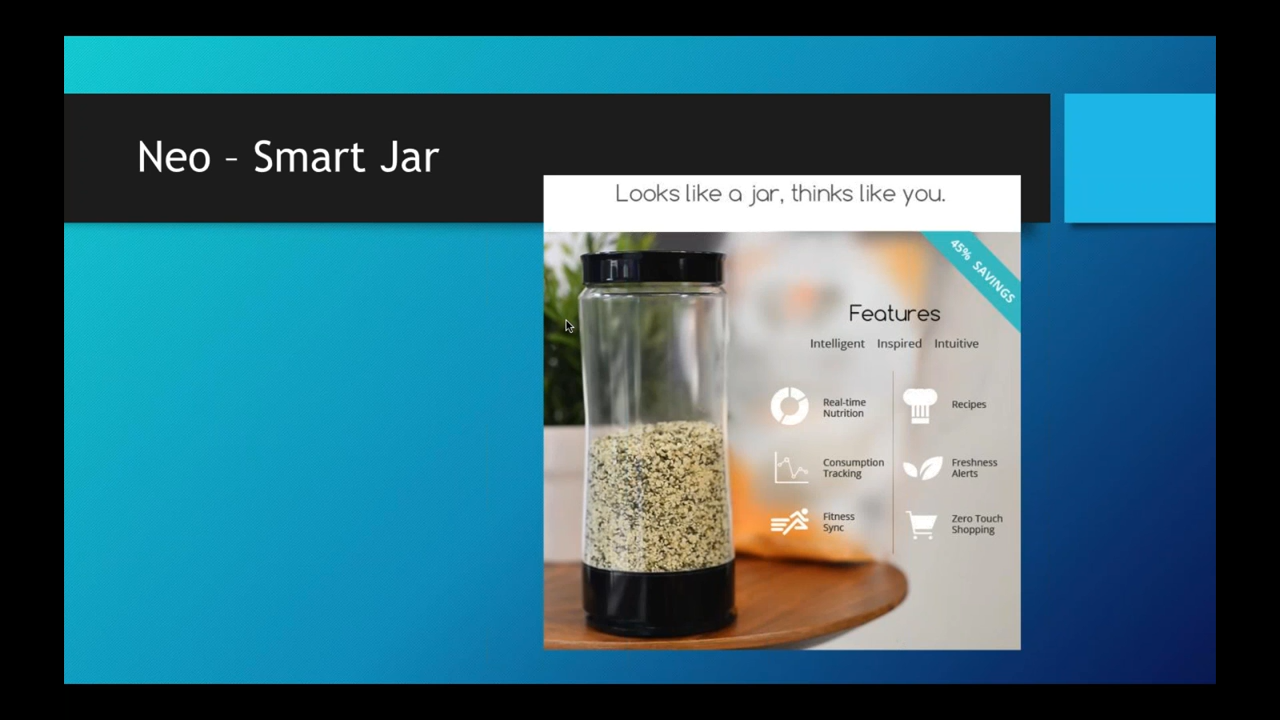 Neo – Smart Jar
Looks like a jar, thinks like you.
45% SAVINGS
Features
Intelligent Inspired Intuitive
Real-time
Nutrition
Recipes
Consumption
Tracking
Freshness
Alerts
Fitness
Sync
Zero Touch
Shopping